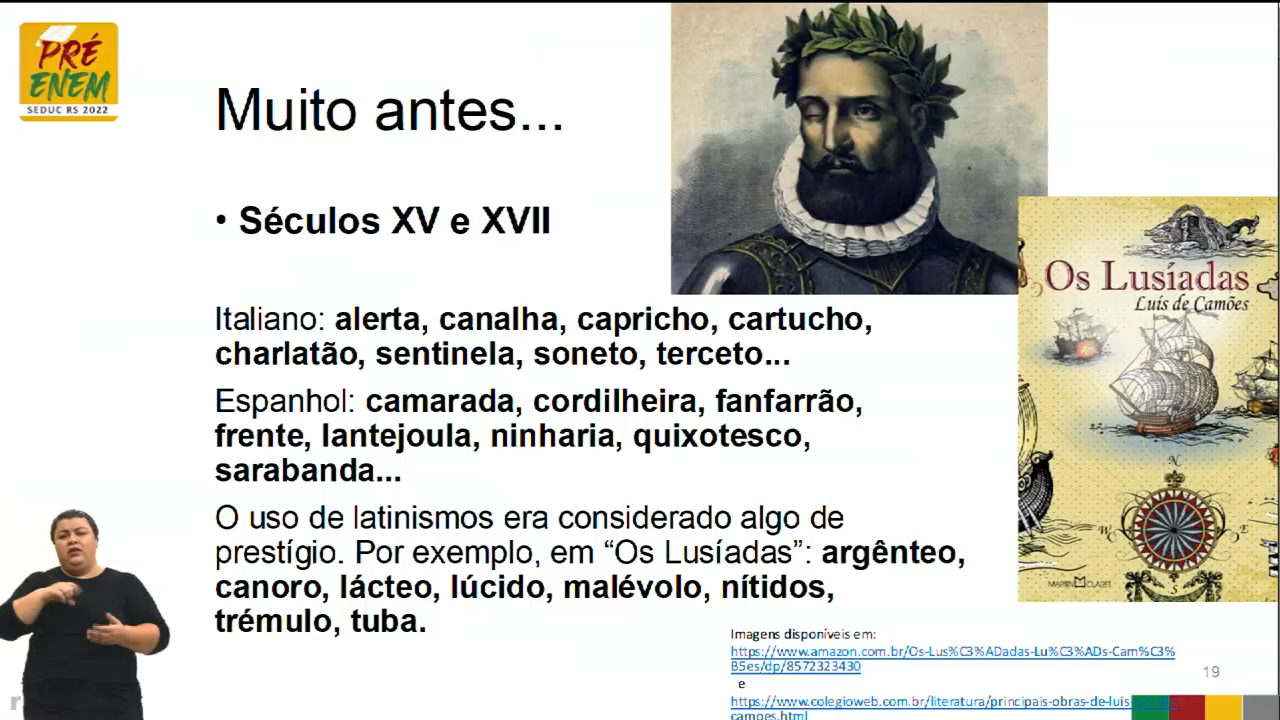 PRÉ
ENEM
SEDUC RS 2022
Muito antes...
• Séculos XV e XVII
Os Lusíadas
Luís de Camões
Italiano: alerta, canalha, capricho, cartucho,
charlatão, sentinela, soneto, terceto...
Espanhol: camarada, cordilheira, fanfarrão,
frente, lantejoula, ninharia, quixotesco,
sarabanda...
O uso de latinismos era considerado algo de
prestígio. Por exemplo, em “Os Lusíadas”: argênteo,
canoro, lácteo, lúcido, malévolo, nítidos,
trémulo, tuba.
N
W
E
MARTIN CLARET
Imagens disponíveis em:
https://www.amazon.com.br/Os-Lus%C3%ADadas-Lu%C3%ADs-Cam%C3%
B5es/dp/8572323430
e
https://www.colegioweb.com.br/literatura/principais-obras-de-luis-
camoes.html
19